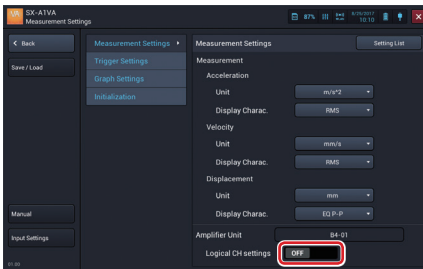 VA SX-A1VA
Measurement Settings
87%
8/29/2017
10:10
Back
Save / Load
Manual
Input Settings
Measurement Settings
Trigger Settings
Graph Settings
Initialization
Measurement Settings
Setting List
Measurement
Acceleration
Unit m/s^2
Display Charac. RMS
Velocity
Unit mm/s
Display Charac. RMS
Displacement
Unit mm
Display Charac. EQ P-P
Amplifier Unit B4-01
Logical CH settings OFF